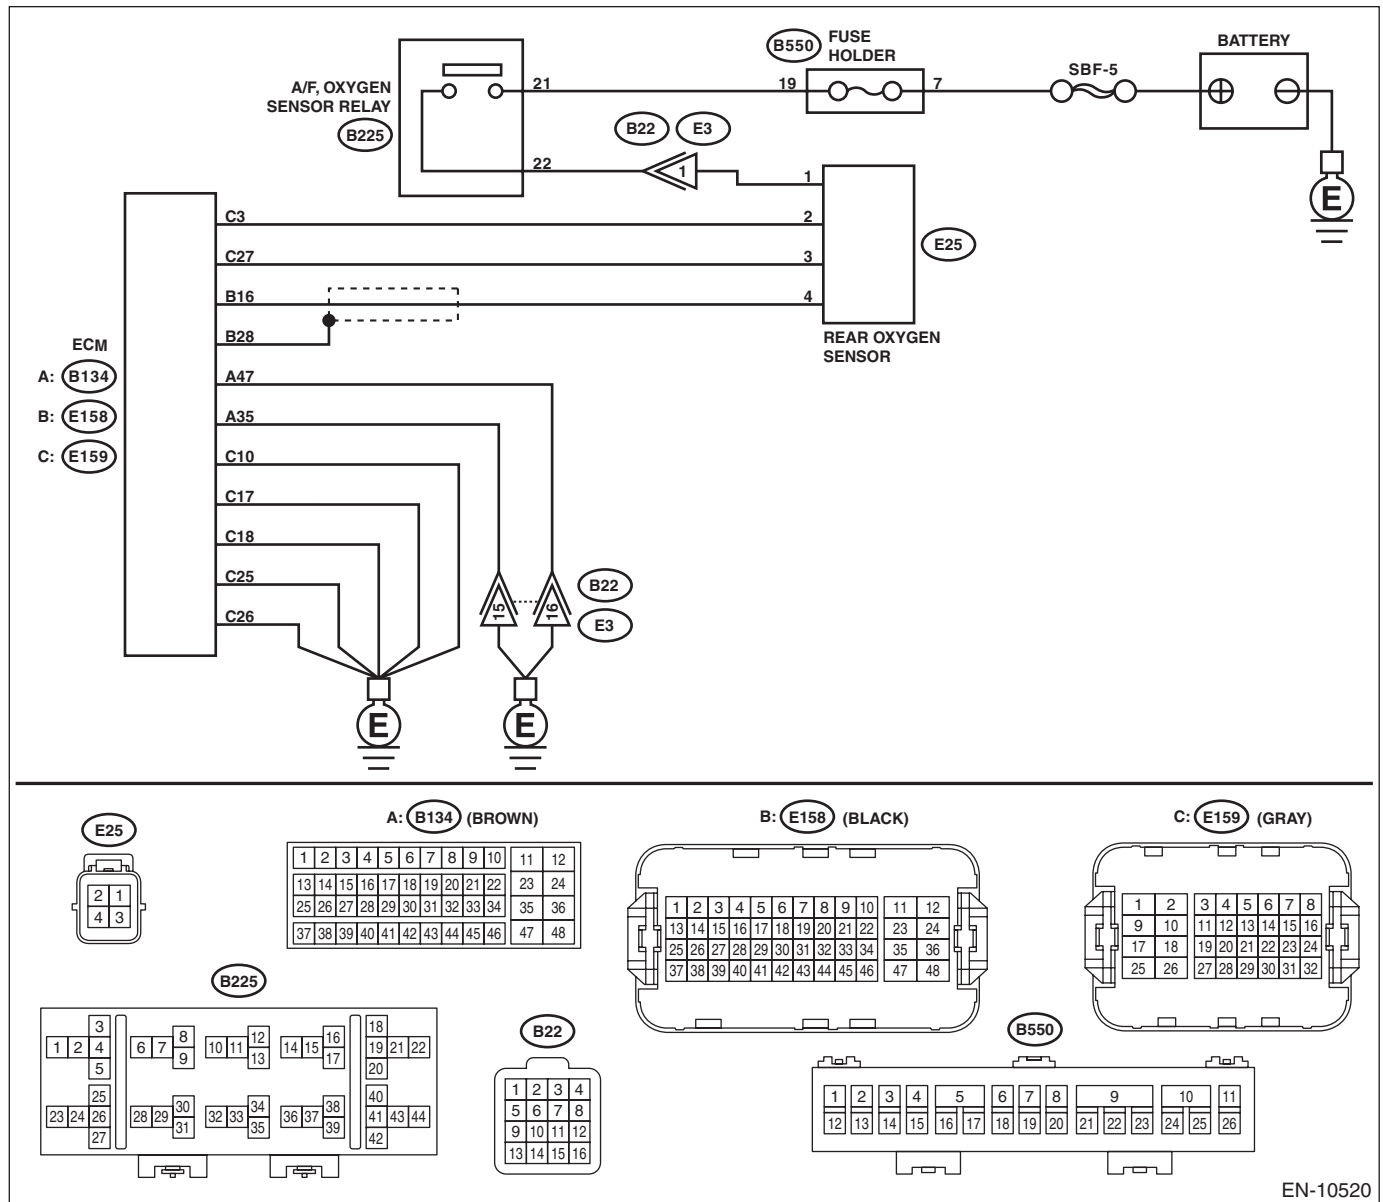 B550 FUSE HOLDER
BATTERY
SBF-5
A/F, OXYGEN
SENSOR RELAY
B225
21
19
7
B22 E3
22
1
1
E
C3
2
C27
3
E25
B16
4
B28
REAR OXYGEN
SENSOR
ECM
A: B134
B: E158
C: E159
A47
A35
C10
C17
C18
C25
C26
15
16
B22
E3
E
E
E25
2 1
4 3
A: B134 (BROWN)
1 2 3 4 5 6 7 8 9 10 11 12
13 14 15 16 17 18 19 20 21 22 23 24
25 26 27 28 29 30 31 32 33 34 35 36
37 38 39 40 41 42 43 44 45 46 47 48
B: E158 (BLACK)
1 2 3 4 5 6 7 8 9 10 11 12
13 14 15 16 17 18 19 20 21 22 23 24
25 26 27 28 29 30 31 32 33 34 35 36
37 38 39 40 41 42 43 44 45 46 47 48
C: E159 (GRAY)
1 2 3 4 5 6 7 8
9 10 11 12 13 14 15 16
17 18 19 20 21 22 23 24
25 26 27 28 29 30 31 32
B225
3 8 12 16 18
1 2 4 6 7 10 11 14 15 19 21 22
9 13 17
5 20
25 30 34 38 40
23 24 26 28 29 32 33 36 37 41 43 44
31 35 39
27 42
B22
1 2 3 4
5 6 7 8
9 10 11 12
13 14 15 16
B550
1 2 3 4 5 6 7 8 9 10 11
12 13 14 15 16 17 18 19 20 21 22 23 24 25 26
EN-10520